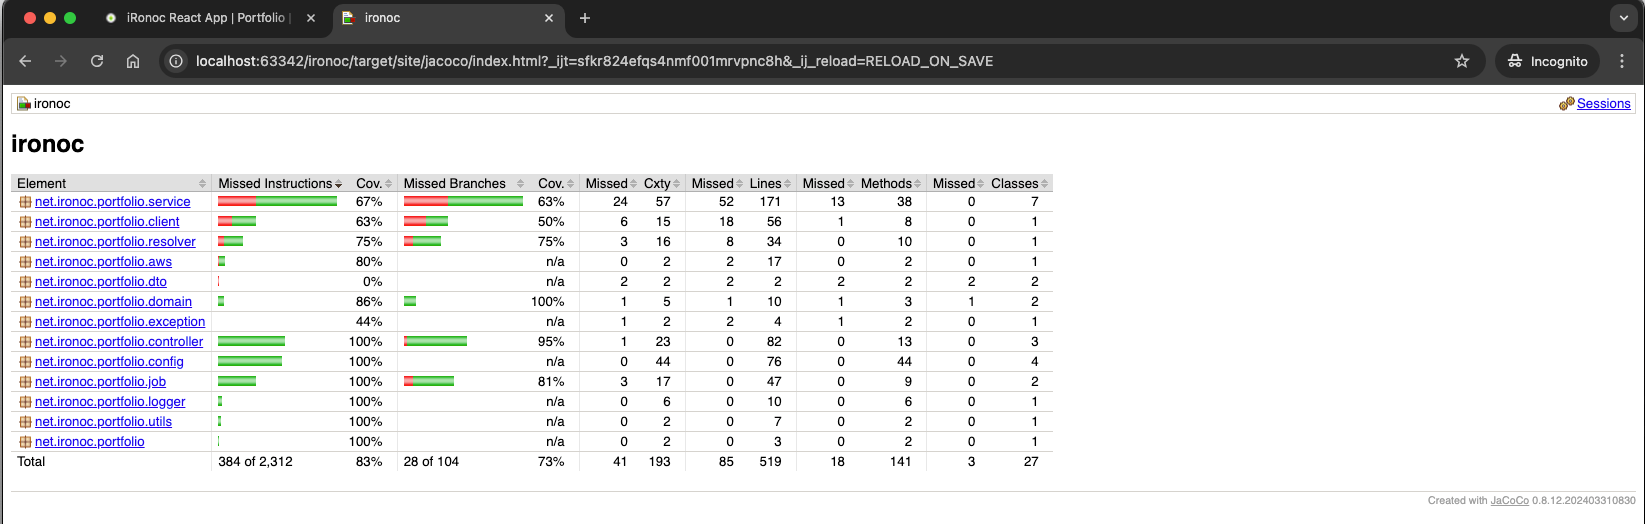 iRonoc React App | Portfolio |
ironoc
localhost:63342/ironoc/target/site/jacoco/index.html?_ijt=sfkr824efqs4nmf001mrvpnc8h&_ij_reload=RELOAD_ON_SAVE
Incognito
ironoc
Sessions
ironoc
Element Missed Instructions Cov. Missed Branches Cov. Missed Cxty Missed Lines Missed Methods Missed Classes
net.ironoc.portfolio.service 67% 63% 24 57 52 171 13 38 0 7
net.ironoc.portfolio.client 63% 50% 6 15 18 56 1 8 0 1
net.ironoc.portfolio.resolver 75% 75% 3 16 8 34 0 10 0 1
net.ironoc.portfolio.aws 80% n/a 0 2 2 17 0 2 0 1
net.ironoc.portfolio.dto 0% n/a 2 2 2 2 2 2 2 2
net.ironoc.portfolio.domain 86% 100% 1 5 1 10 1 3 1 2
net.ironoc.portfolio.exception 44% n/a 1 2 2 4 1 2 0 1
net.ironoc.portfolio.controller 100% 95% 1 23 0 82 0 13 0 3
net.ironoc.portfolio.config 100% n/a 0 44 0 76 0 44 0 4
net.ironoc.portfolio.job 100% 81% 3 17 0 47 0 9 0 2
net.ironoc.portfolio.logger 100% n/a 0 6 0 10 0 6 0 1
net.ironoc.portfolio.utils 100% n/a 0 2 0 7 0 2 0 1
net.ironoc.portfolio 100% n/a 0 2 0 3 0 2 0 1
Total 384 of 2,312 83% 28 of 104 73% 41 193 85 519 18 141 3 27
Created with JaCoCo 0.8.12.202403310830